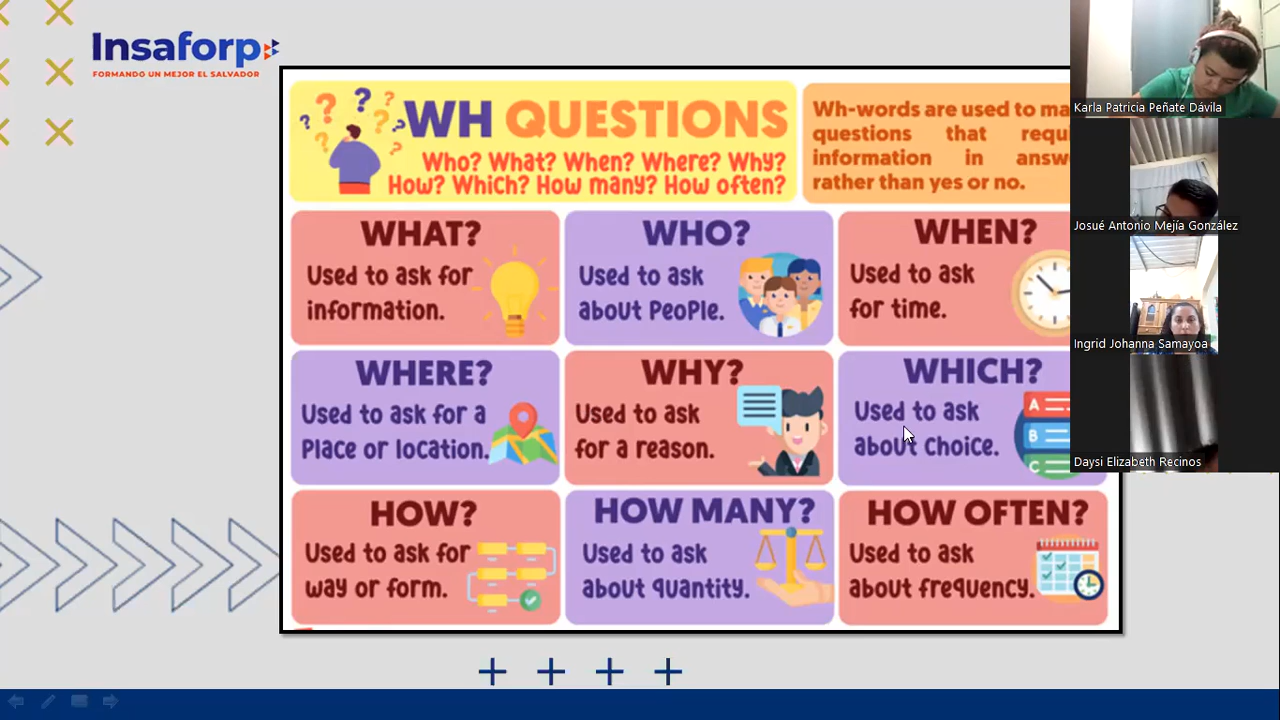 Insaforp
FORMANDO UN MEJOR EL SALVADOR
WH QUESTIONS
Who? What? When? Where? Why?
How? Which? How many? How often?
Wh-words are used to ma
questions that requi
information in answ
rather than yes or no.
WHAT?
Used to ask for
information.
WHO?
Used to ask
about People.
WHEN?
Used to ask
for time.
WHERE?
Used to ask for a
Place or location.
WHY?
Used to ask
for a reason.
WHICH?
Used to ask
about Choice.
A
B
C
HOW?
Used to ask for
way or form.
HOW MANY?
Used to ask
about quantity.
HOW OFTEN?
Used to ask
about frequency.
Karla Patricia Peñate Dávila
Josué Antonio Mejía González
Ingrid Johanna Samayoa
Daysi Elizabeth Recinos